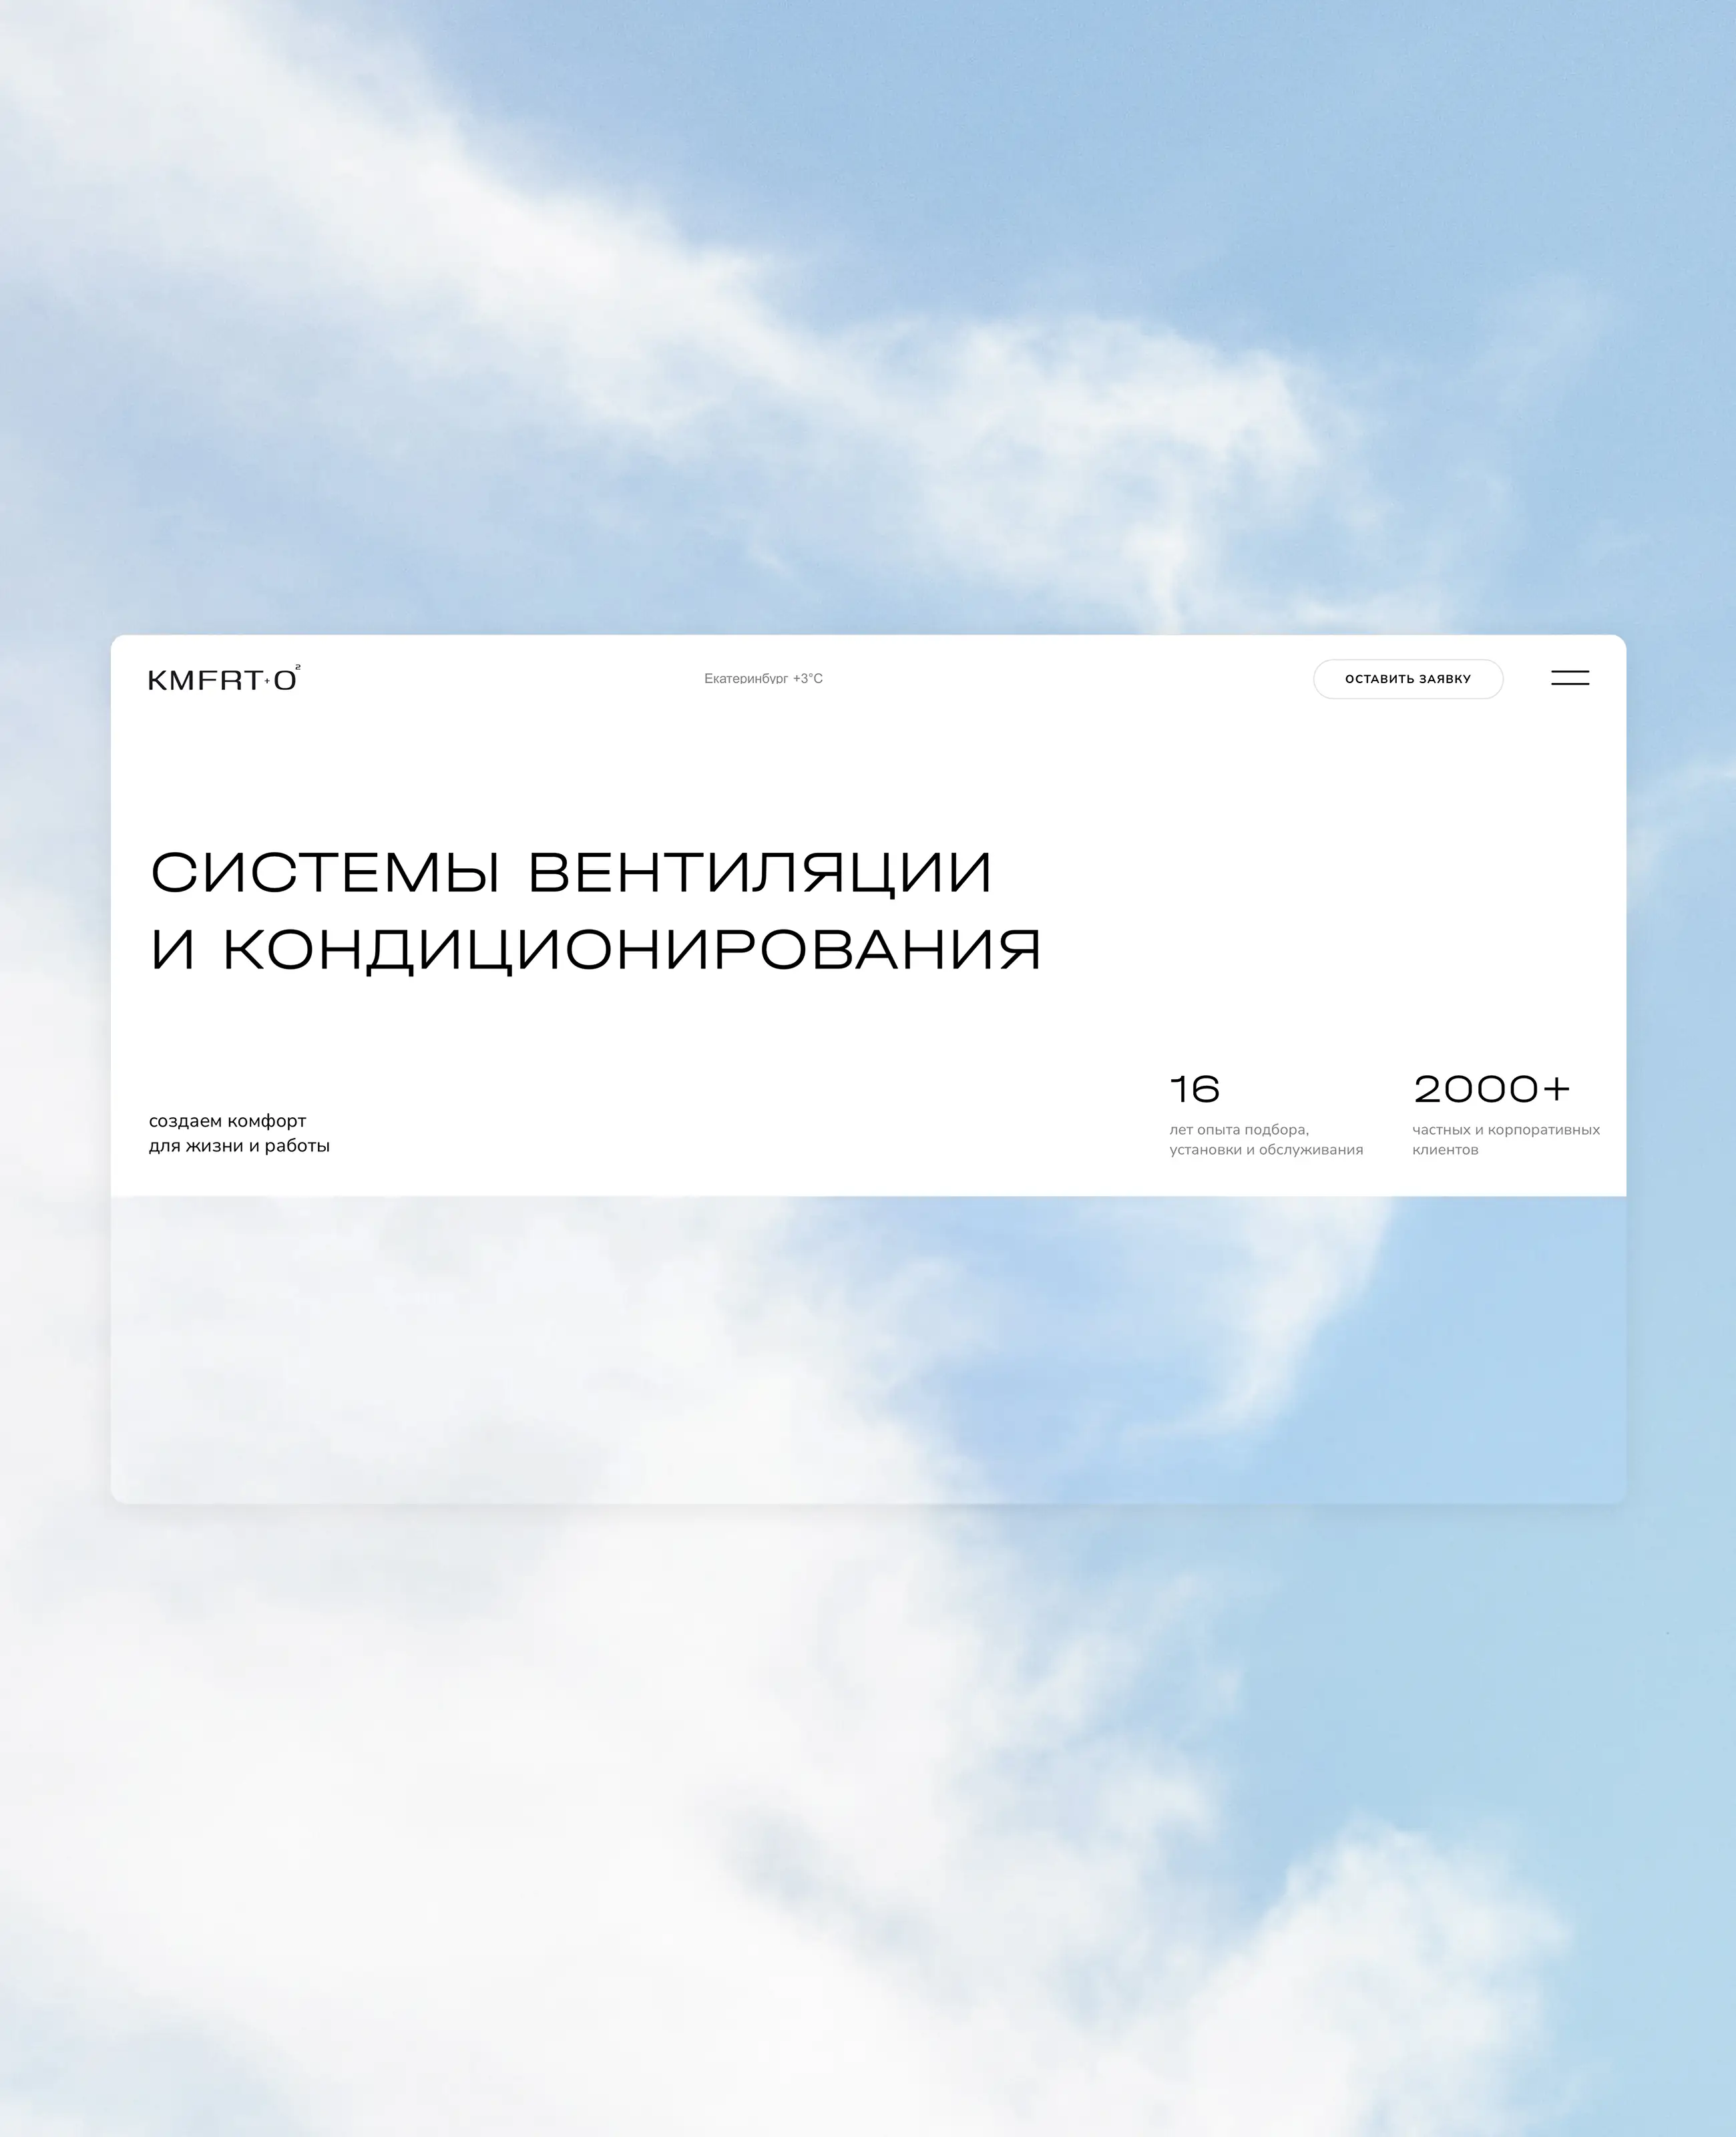 KMFRT+O²
Екатеринбург +3°C
ОСТАВИТЬ ЗАЯВКУ
СИСТЕМЫ ВЕНТИЛЯЦИИ
И КОНДИЦИОНИРОВАНИЯ
создаем комфорт
для жизни и работы
16
лет опыта подбора,
установки и обслуживания
2000+
частных и корпоративных
клиентов